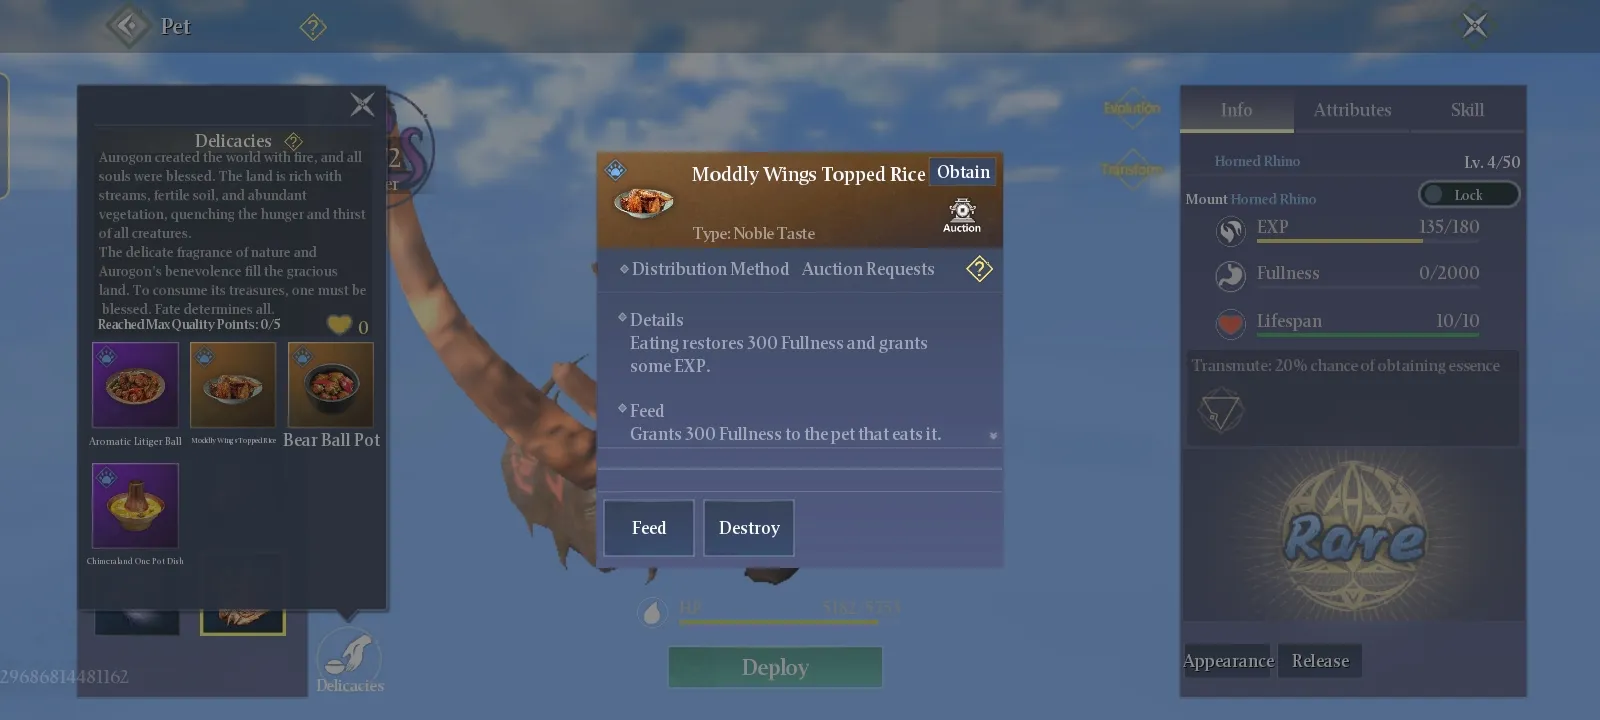 Pet
?
Delicacies ?
Aurogon created the world with fire, and all
souls were blessed. The land is rich with
streams, fertile soil, and abundant
vegetation, quenching the hunger and thirst
of all creatures.
The delicate fragrance of nature and
Aurogon's benevolence fill the gracious
land. To consume its treasures, one must be
blessed. Fate determines all.
Reached Max Quality Points: 0/5
0
Aromatic Litiger Ball
Moddly Wings Topped Rice
Bear Ball Pot
Chimeraland One Pot Dish
29686814481162
Delicacies
Moddly Wings Topped Rice
Obtain
Type: Noble Taste
Auction
Distribution Method Auction Requests ?
Details
Eating restores 300 Fullness and grants
some EXP.
Feed
Grants 300 Fullness to the pet that eats it.
Feed
Destroy
HP
Deploy
Evolution
Transform
Info
Attributes
Skill
Horned Rhino
Lv. 4/50
Mount Horned Rhino
Lock
EXP
135/180
Fullness
0/2000
Lifespan
10/10
Transmute: 20% chance of obtaining essence
Rare
Appearance
Release